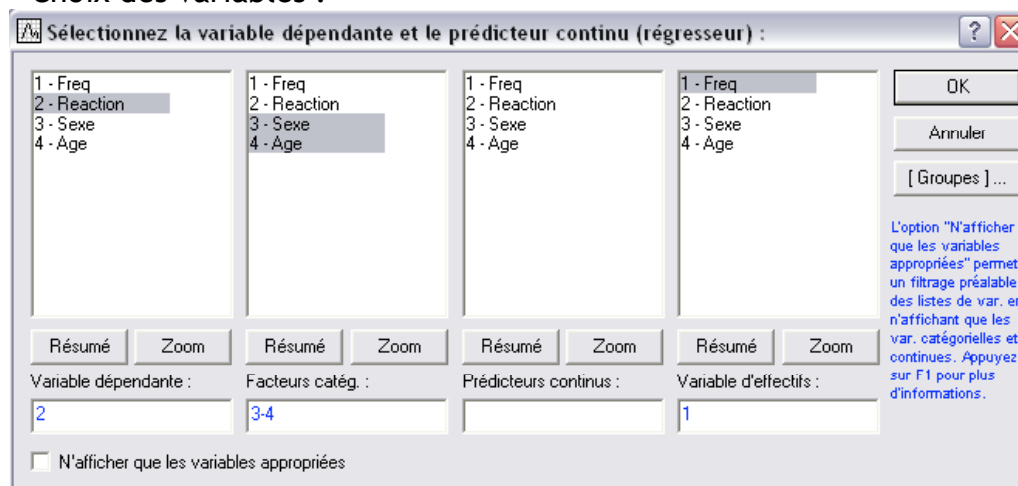 Choix des variables :
Sélectionnez la variable dépendante et le prédicteur continu (régresseur) :
1 - Freq
2 - Reaction
3 - Sexe
4 - Age
1 - Freq
2 - Reaction
3 - Sexe
4 - Age
1 - Freq
2 - Reaction
3 - Sexe
4 - Age
1 - Freq
2 - Reaction
3 - Sexe
4 - Age
OK
Annuler
[ Groupes ] ...
L'option "N'afficher
que les variables
appropriées" permet
un filtrage préalable
des listes de var. en
n'affichant que les
var. catégorielles et
continues. Appuyez
sur F1 pour plus
d'informations.
Résumé Zoom Résumé Zoom Résumé Zoom Résumé Zoom
Variable dépendante : Facteurs catég. : Prédicteurs continus : Variable d'effectifs :
2 3-4 1
N'afficher que les variables appropriées